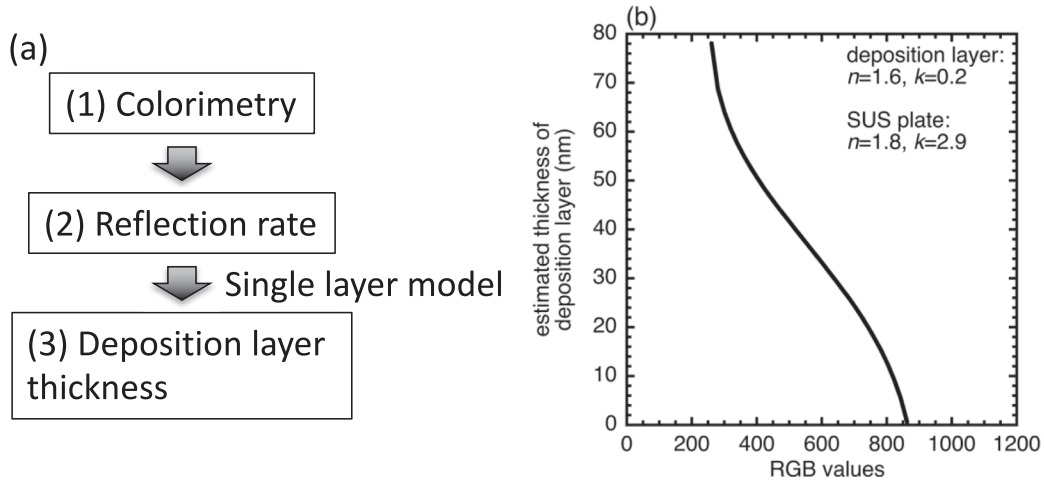 (a)
(1) Colorimetry
(2) Reflection rate
Single layer model
(3) Deposition layer
thickness
(b)
80
70
60
50
40
30
20
10
0
estimated thickness of
deposition layer (nm)
deposition layer:
n=1.6, k=0.2
SUS plate:
n=1.8, k=2.9
0 200 400 600 800 1000 1200
RGB values